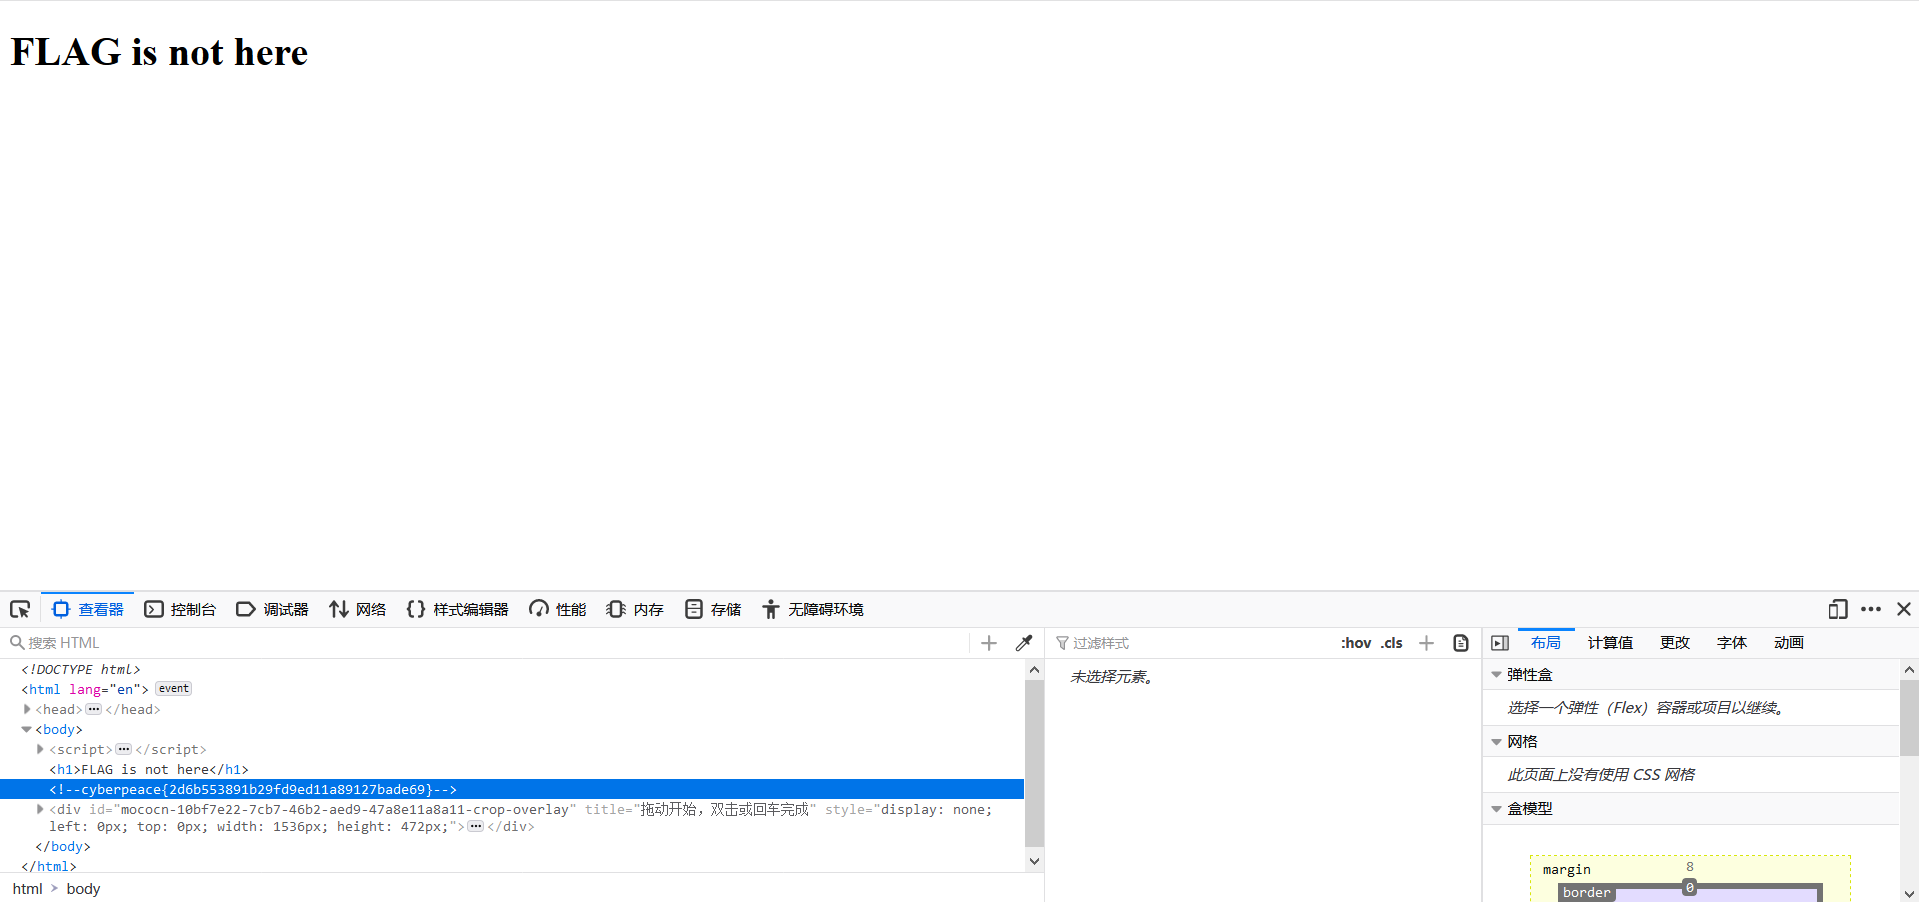 FLAG is not here
查看器 控制台 调试器 网络 样式编辑器 性能 内存 存储 无障碍环境
搜索 HTML
<!DOCTYPE html>
<html lang="en"> event
<head> ••• </head>
<body>
<script> ••• </script>
<h1>FLAG is not here</h1>
<!--cyberpeace{2d6b553891b29fd9ed11a89127bade69}-->
<div id="mococn-10bf7e22-7cb7-46b2-aed9-47a8e11a8a11-crop-overlay" title="拖动开始，双击或回车完成" style="display: none;
left: 0px; top: 0px; width: 1536px; height: 472px;"> ••• </div>
</body>
</html>
html > body
过滤样式 :hov .cls
未选择元素。
布局 计算值 更改 字体 动画
弹性盒
选择一个弹性（Flex）容器或项目以继续。
网格
此页面上没有使用 CSS 网格
盒模型
margin 8
border 0